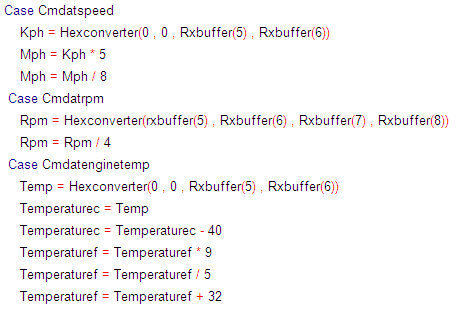 Case Cmdatspeed
Kph = Hexconverter(0 , 0 , Rxbuffer(5) , Rxbuffer(6))
Mph = Kph * 5
Mph = Mph / 8
Case Cmdatrpm
Rpm = Hexconverter(rxbuffer(5) , Rxbuffer(6) , Rxbuffer(7) , Rxbuffer(8))
Rpm = Rpm / 4
Case Cmdatenginetemp
Temp = Hexconverter(0 , 0 , Rxbuffer(5) , Rxbuffer(6))
Temperaturec = Temp
Temperaturec = Temperaturec - 40
Temperaturef = Temperaturef * 9
Temperaturef = Temperaturef / 5
Temperaturef = Temperaturef + 32